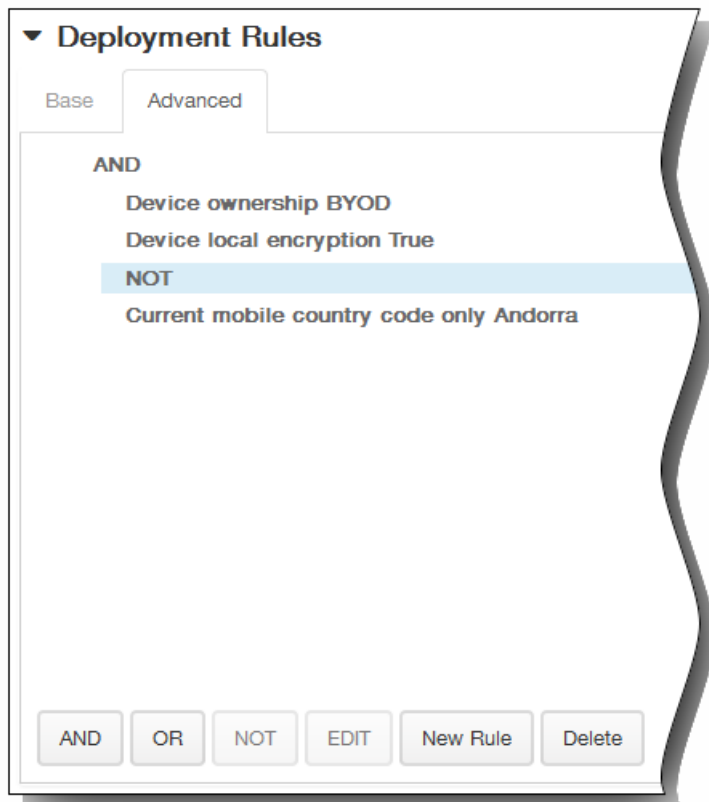 Deployment Rules
Base Advanced
AND
Device ownership BYOD
Device local encryption True
NOT
Current mobile country code only Andorra
AND OR NOT EDIT New Rule Delete